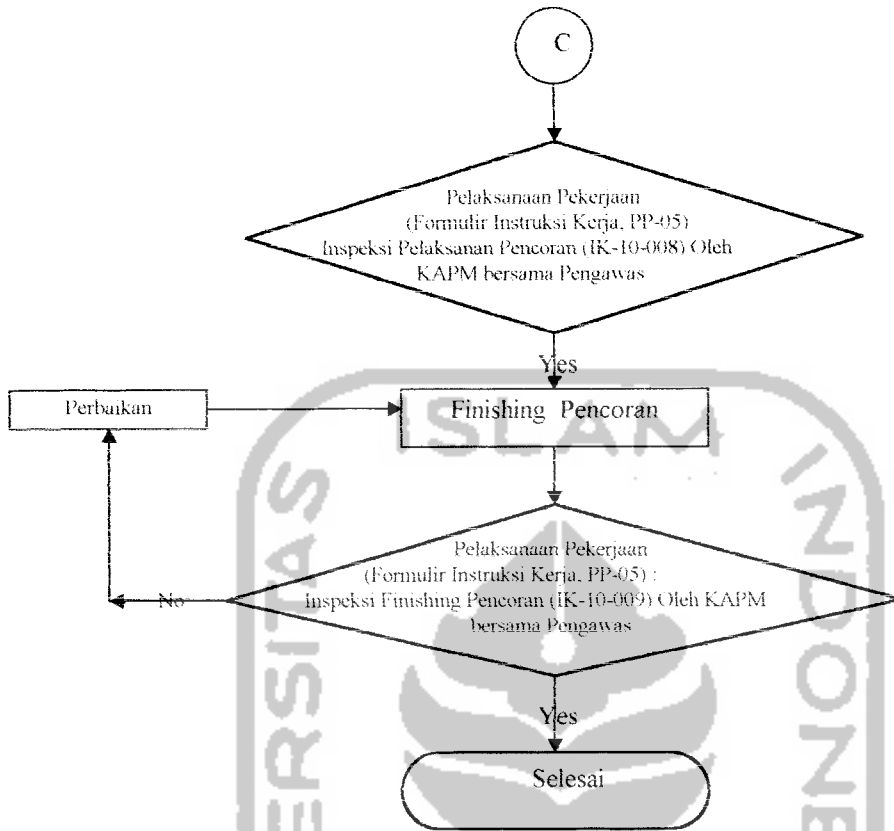 C
Pelaksanaan Pekerjaan
(Formulir Instruksi Kerja, PP-05)
Inspeksi Pelaksanan Pencoran (IK-10-008) Oleh
KAPM bersama Pengawas
Yes
Perbaikan
Finishing Pencoran
ISLAM
Pelaksanaan Pekerjaan
(Formulir Instruksi Kerja, PP-05) :
Inspeksi Finishing Pencoran (IK-10-009) Oleh KAPM
bersama Pengawas
No
Yes
Selesai